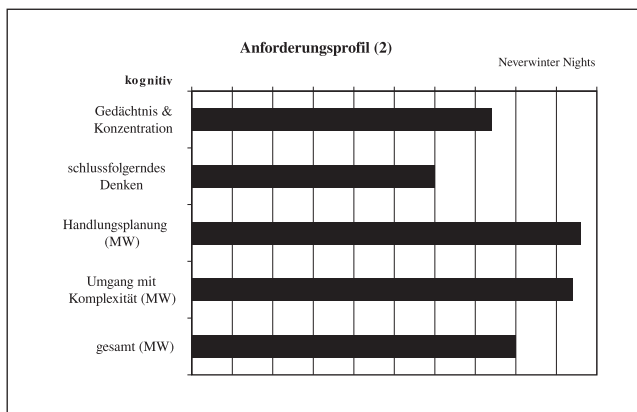 Anforderungsprofil (2)
Neverwinter Nights
kognitiv
Gedächtnis &
Konzentration
schlussfolgerndes
Denken
Handlungsplanung
(MW)
Umgang mit
Komplexität (MW)
gesamt (MW)